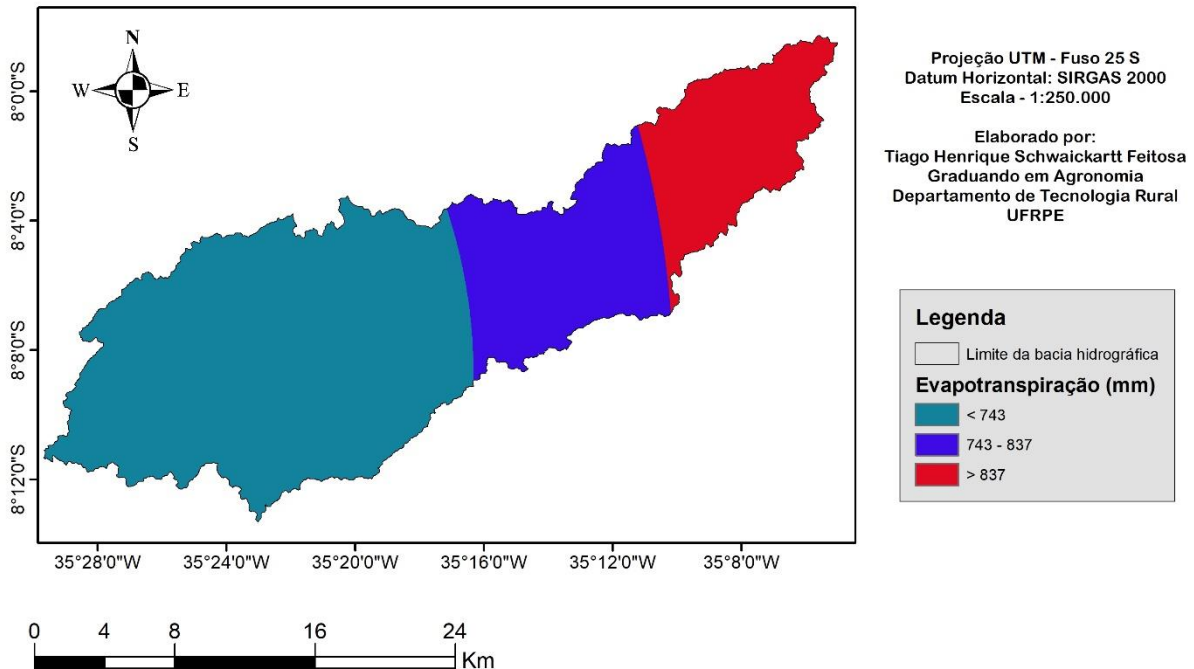 N
W
E
S
8°0'0"S
8°4'0"S
8°8'0"S
8°12'0"S
35°28'0"W
35°24'0"W
35°20'0"W
35°16'0"W
35°12'0"W
35°8'0"W
0
4
8
16
24
Km
Projeção UTM - Fuso 25 S
Datum Horizontal: SIRGAS 2000
Escala - 1:250.000
Elaborado por:
Tiago Henrique Schwaickartt Feitosa
Graduando em Agronomia
Departamento de Tecnologia Rural
UFRPE
Legenda
Limite da bacia hidrográfica
Evapotranspiração (mm)
< 743
743 - 837
> 837